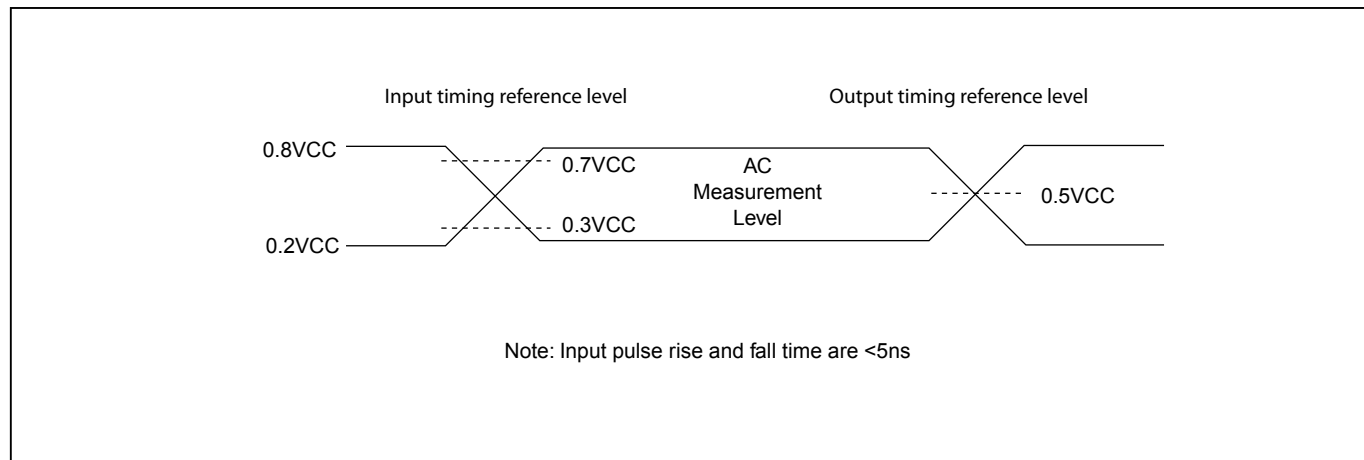 Input timing reference level
Output timing reference level
0.8VCC
0.7VCC
AC
Measurement
Level
0.5VCC
0.3VCC
0.2VCC
Note: Input pulse rise and fall time are <5ns